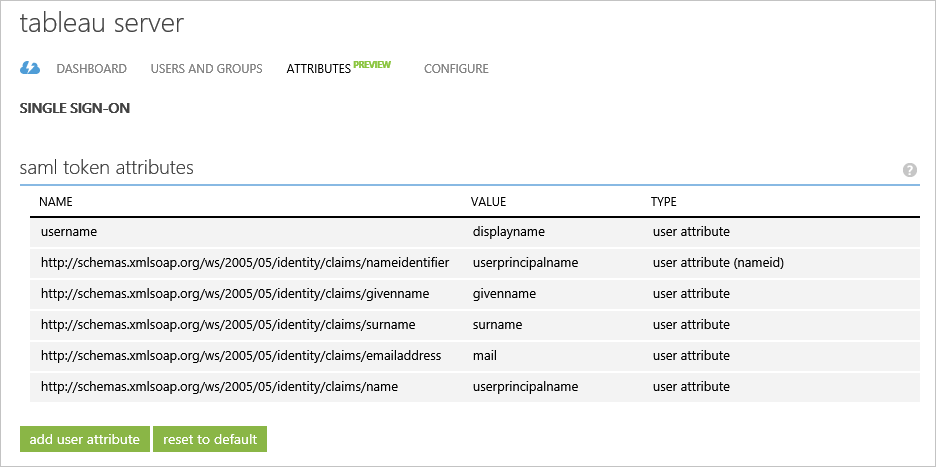 tableau server
DASHBOARD USERS AND GROUPS ATTRIBUTES PREVIEW CONFIGURE
SINGLE SIGN-ON
saml token attributes ?
NAME VALUE TYPE
username displayname user attribute
http://schemas.xmlsoap.org/ws/2005/05/identity/claims/nameidentifier userprincipalname user attribute (nameid)
http://schemas.xmlsoap.org/ws/2005/05/identity/claims/givenname givenname user attribute
http://schemas.xmlsoap.org/ws/2005/05/identity/claims/surname surname user attribute
http://schemas.xmlsoap.org/ws/2005/05/identity/claims/emailaddress mail user attribute
http://schemas.xmlsoap.org/ws/2005/05/identity/claims/name userprincipalname user attribute
add user attribute reset to default